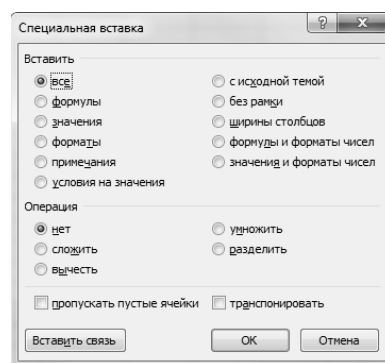 Специальная вставка
Вставить
все
с исходной темой
формулы
без рамки
значения
ширины столбцов
форматы
формулы и форматы чисел
примечания
значения и форматы чисел
условия на значения
Операция
нет
умножить
сложить
разделить
вычесть
пропускать пустые ячейки
транспонировать
Вставить связь
ОК
Отмена